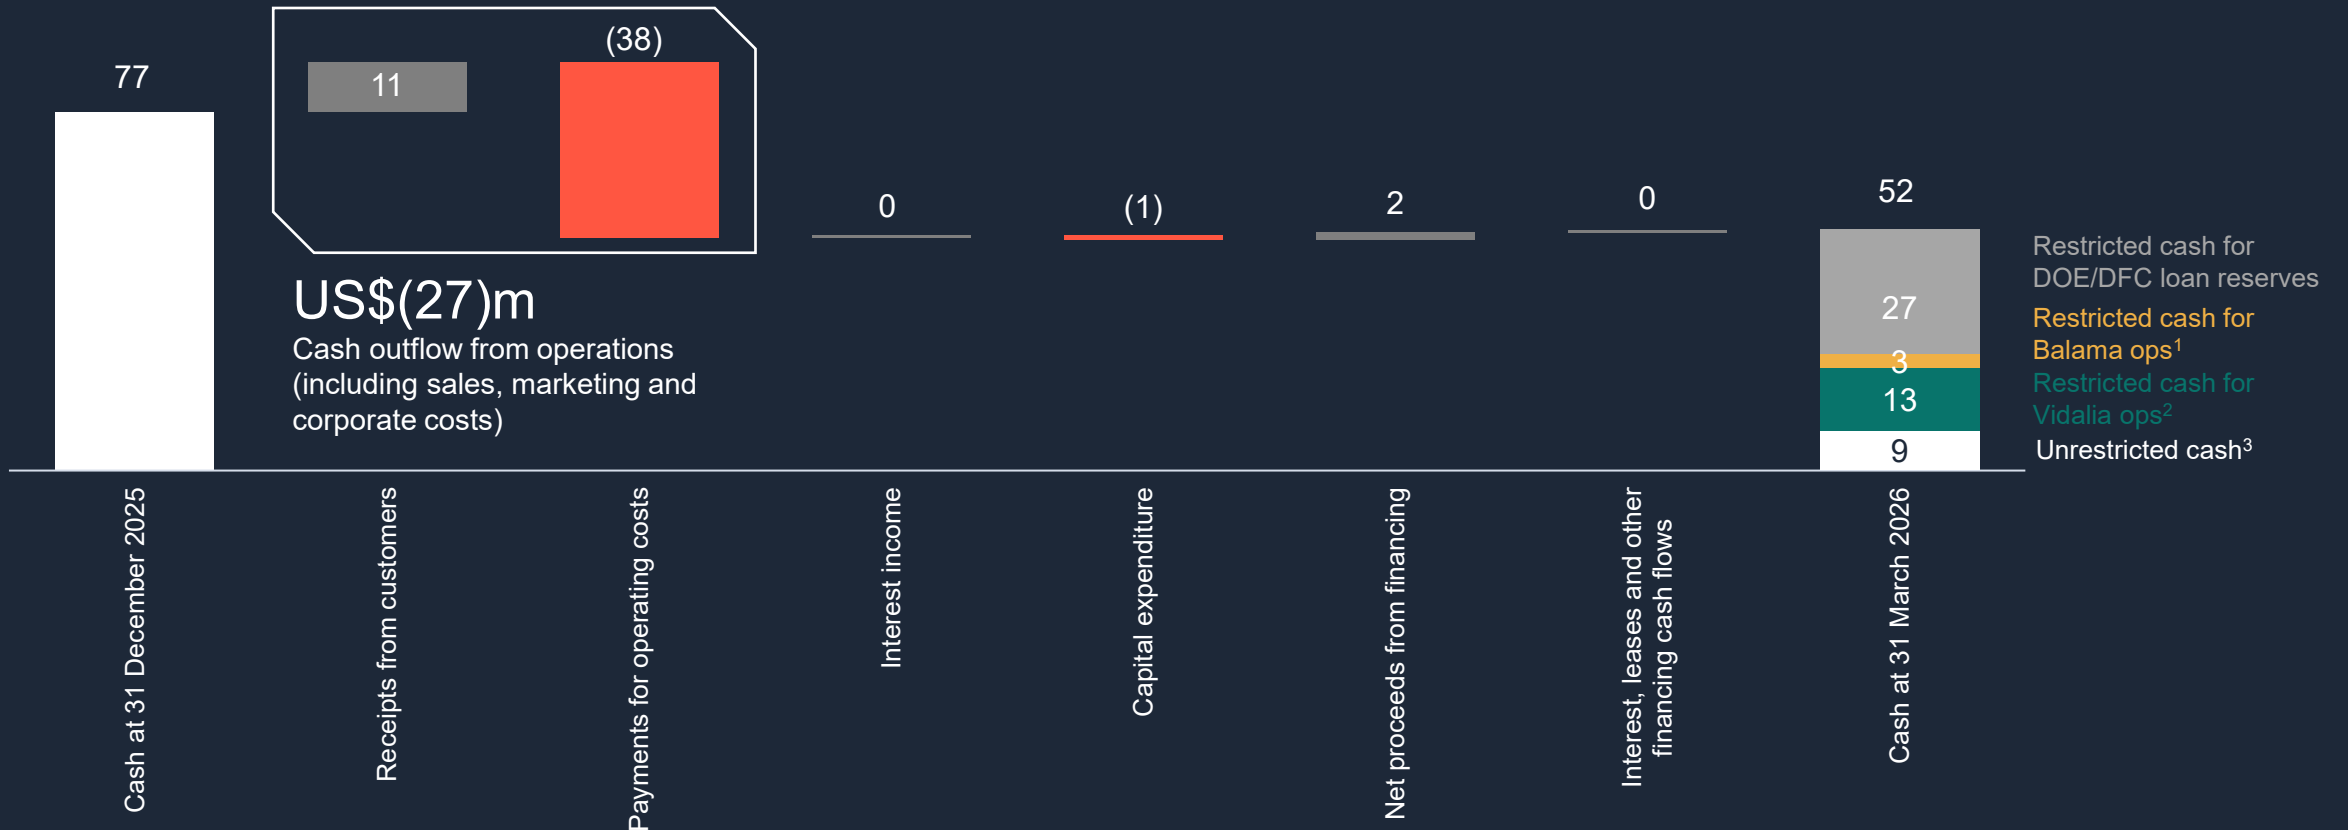 77
11
(38)
0
(1)
2
0
52
US$(27)m
Cash outflow from operations
(including sales, marketing and
corporate costs)
27
3
13
9
Restricted cash for
DOE/DFC loan reserves
Restricted cash for
Balama ops¹
Restricted cash for
Vidalia ops²
Unrestricted cash³
Cash at 31 December 2025
Receipts from customers
Payments for operating costs
Interest income
Capital expenditure
Net proceeds from financing
Interest, leases and other
financing cash flows
Cash at 31 March 2026